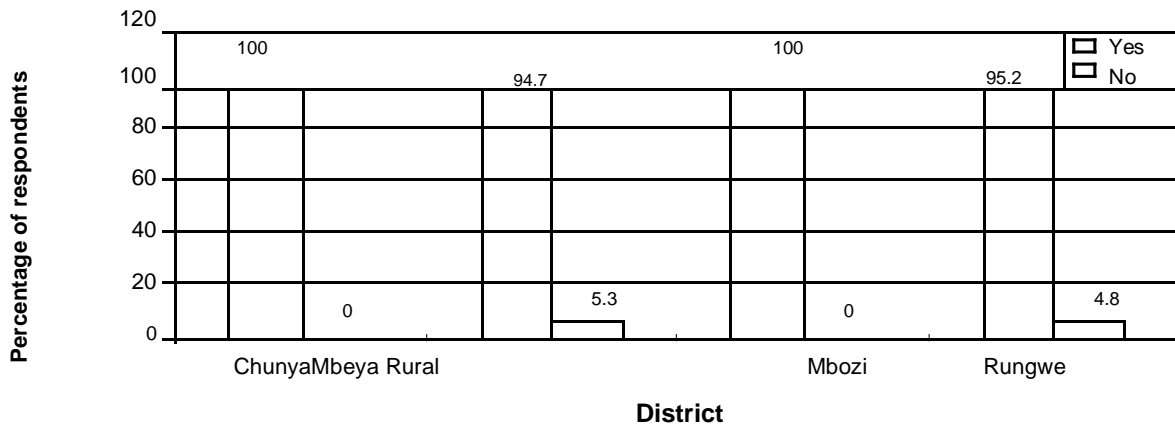 120
100 100 Yes
No
100 94.7 95.2
80
60
40
20
0 5.3 0 4.8
0
ChunyaMbeya Rural Mbozi Rungwe
District
Percentage of respondents